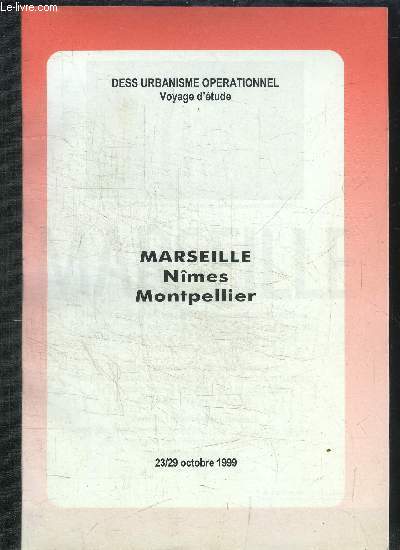 Le-livre.com
DESS URBANISME OPERATIONNEL
Voyage d'étude
MARSEILLE
Nîmes
Montpellier
23/29 octobre 1999